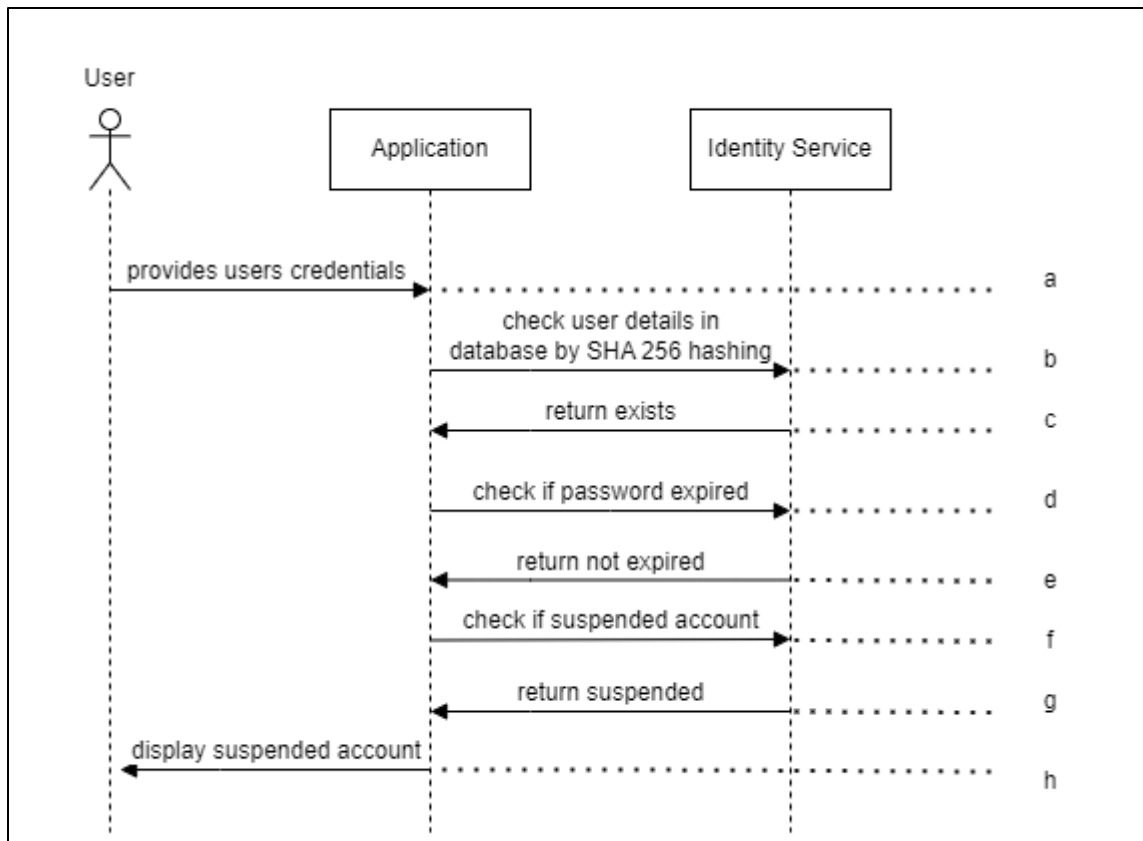 User
Application
Identity Service
provides users credentials
a
check user details in
database by SHA 256 hashing
b
return exists
c
check if password expired
d
return not expired
e
check if suspended account
f
return suspended
g
display suspended account
h